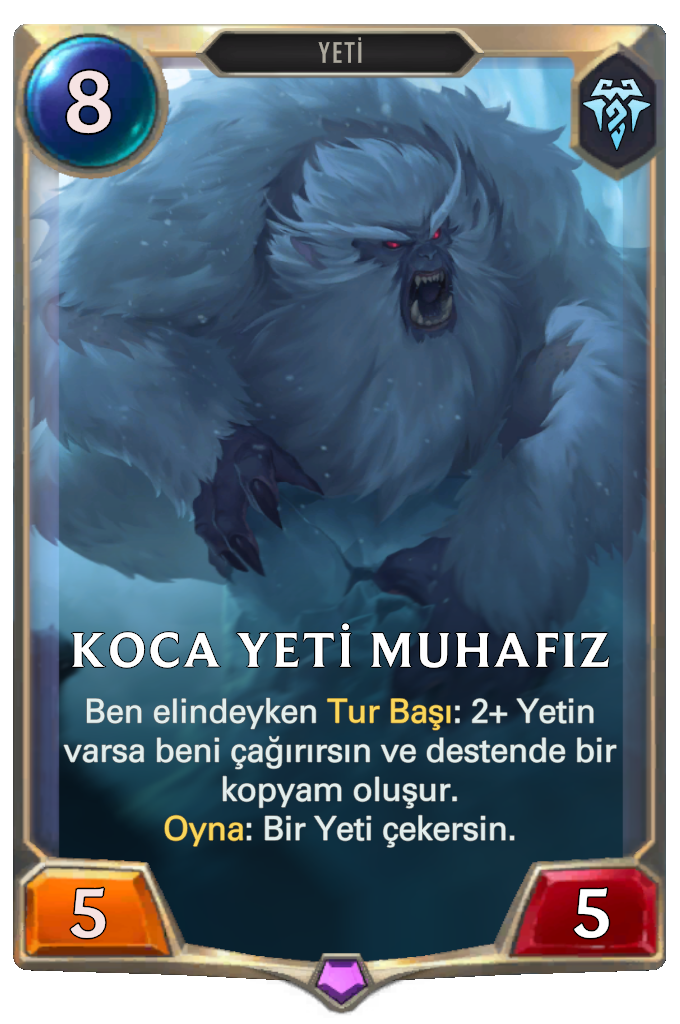 YETİ
8
KOCA YETİ MUHAFIZ
Ben elindeyken Tur Başı: 2+ Yetin
varsa beni çağırırsın ve destende bir
kopyam oluşur.
Oyna: Bir Yeti çekersin.
5
5